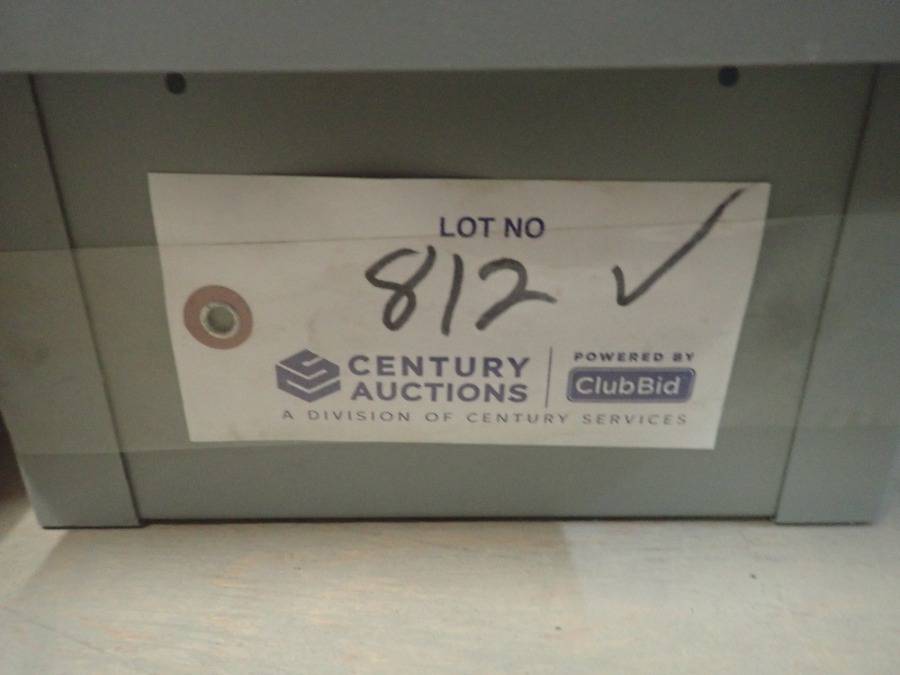 LOT NO
812 ✓
CENTURY
AUCTIONS
POWERED BY
ClubBid
A DIVISION OF CENTURY SERVICES